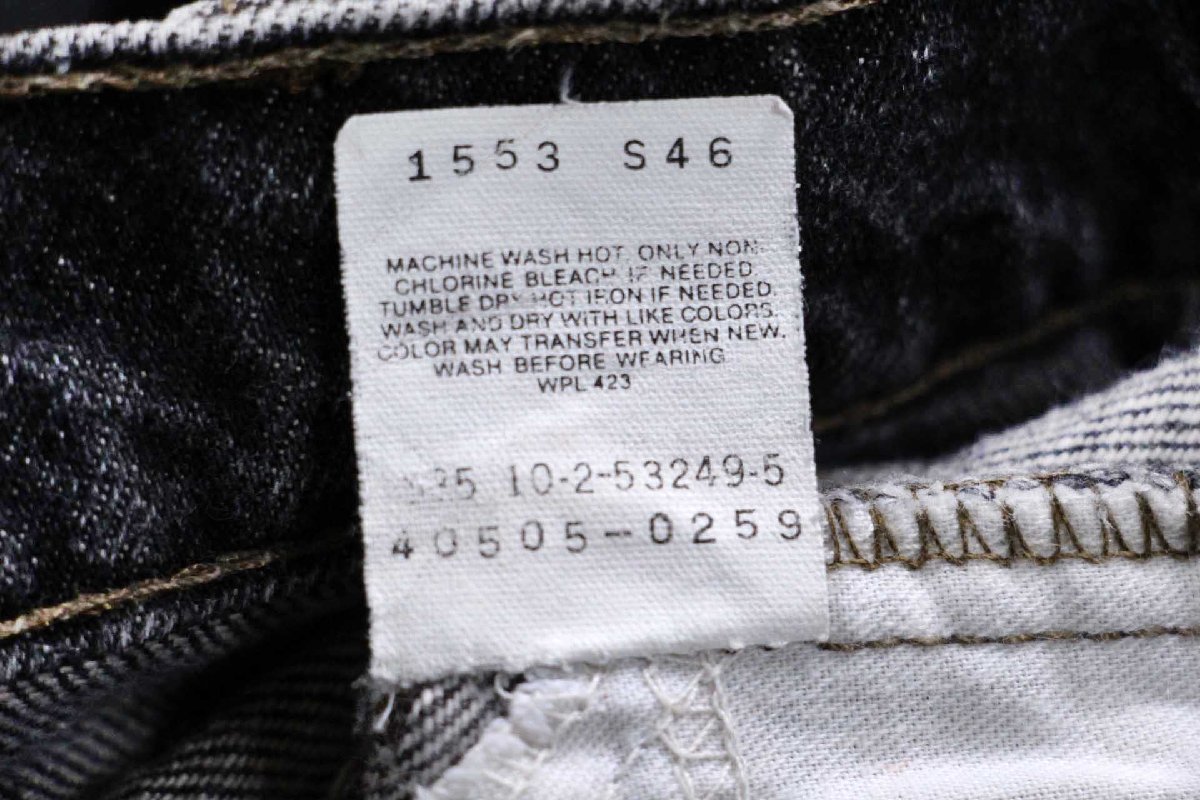 1553 S46
MACHINE WASH HOT. ONLY NON-
CHLORINE BLEACH IF NEEDED.
TUMBLE DRY HOT IRON IF NEEDED.
WASH AND DRY WITH LIKE COLORS.
COLOR MAY TRANSFER WHEN NEW.
WASH BEFORE WEARING
WPL 423
10-2-53249-5
40505-0259